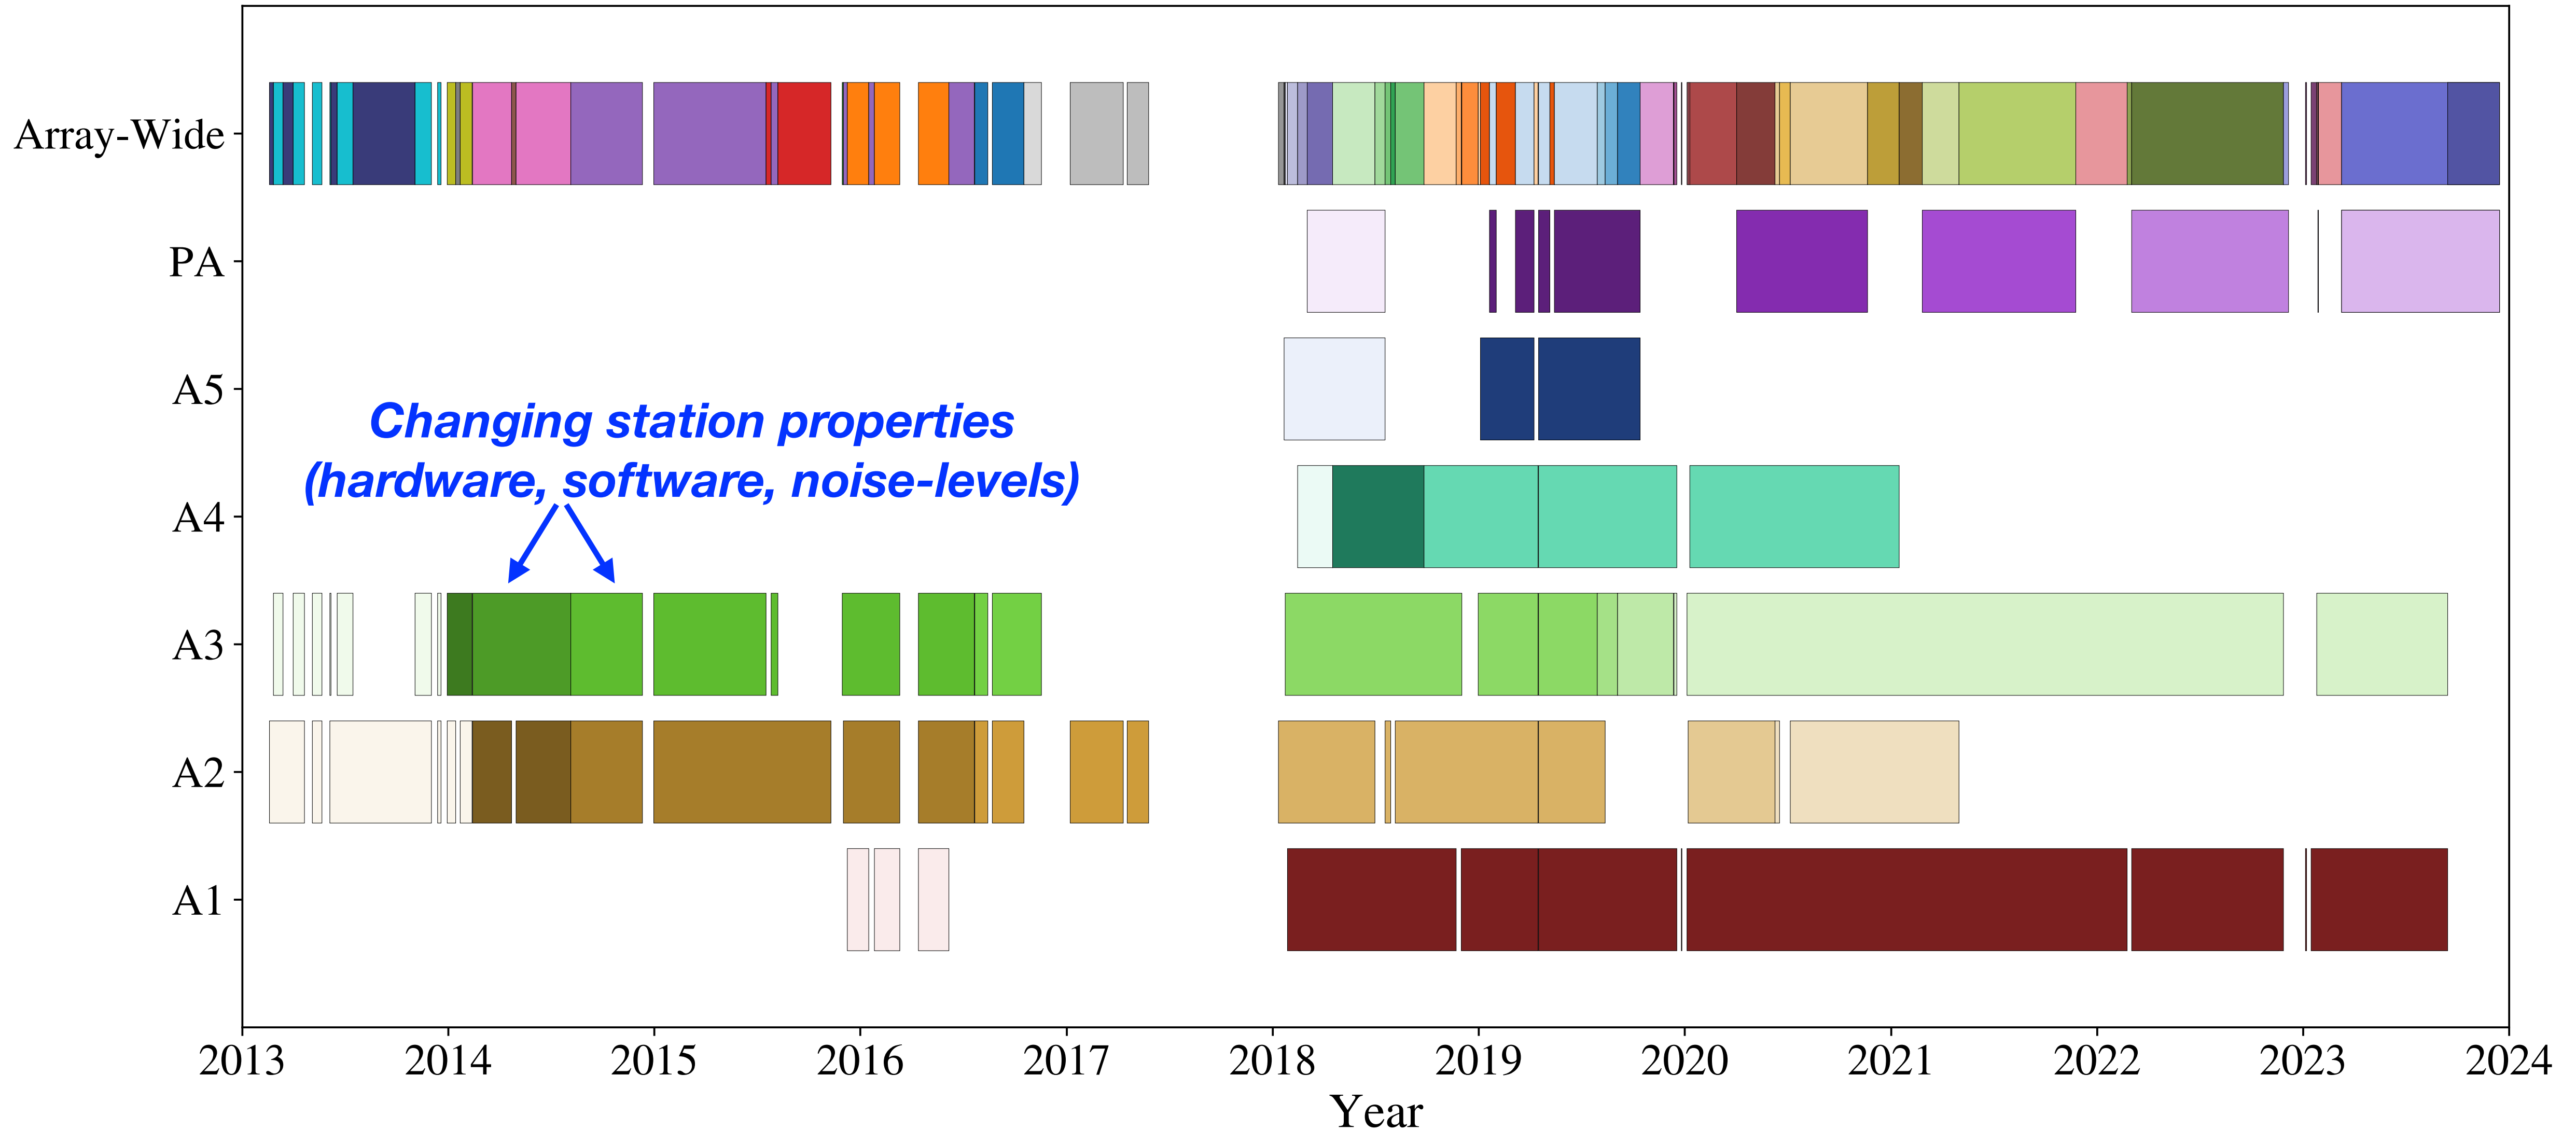 Array-Wide
PA
A5
Changing station properties
(hardware, software, noise-levels)
A4
A3
A2
A1
2013 2014 2015 2016 2017 2018 2019 2020 2021 2022 2023 2024
Year